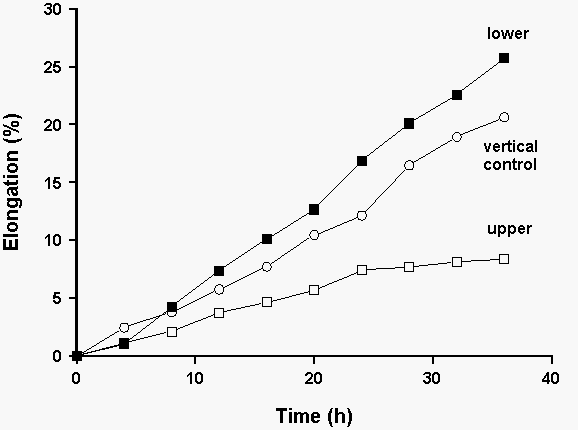 30
25
20
15
10
5
0
0
10
20
30
40
Elongation (%)
Time (h)
lower
vertical
control
upper